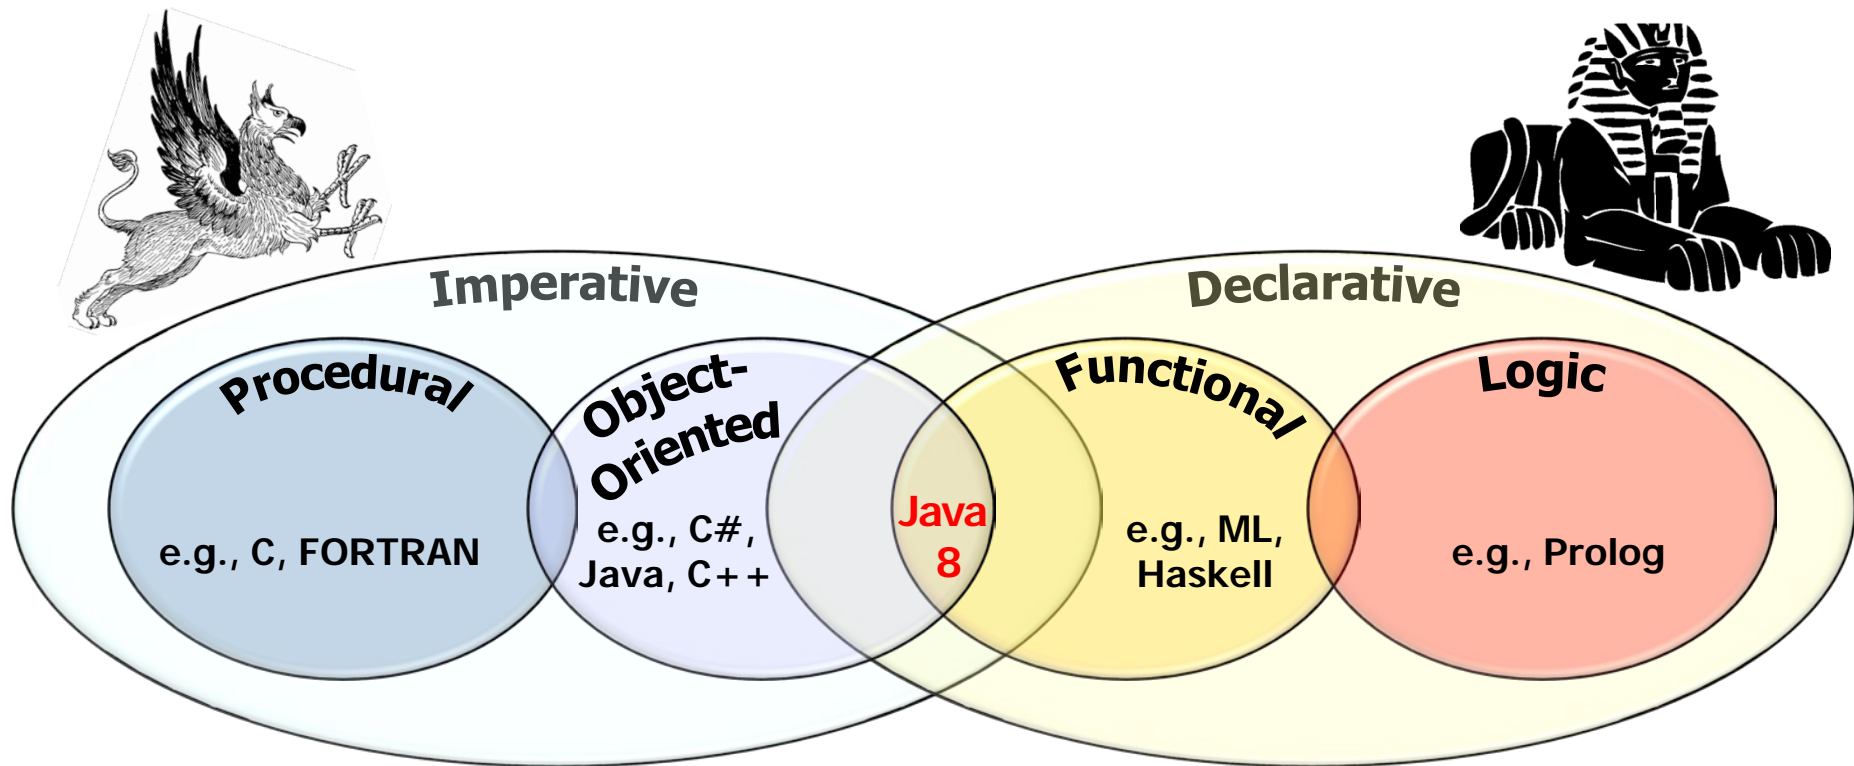 Imperative
Declarative
Procedural
Object-
Oriented
Functional
Logic
e.g., C, FORTRAN
e.g., C#,
Java, C++
Java
8
e.g., ML,
Haskell
e.g., Prolog